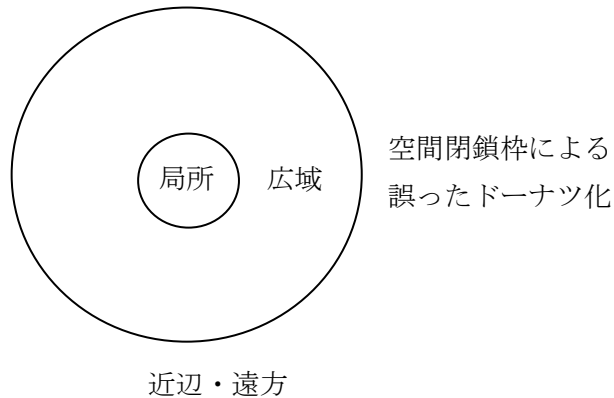 局所
広域
空間閉鎖枠による
誤ったドーナツ化
近辺・遠方